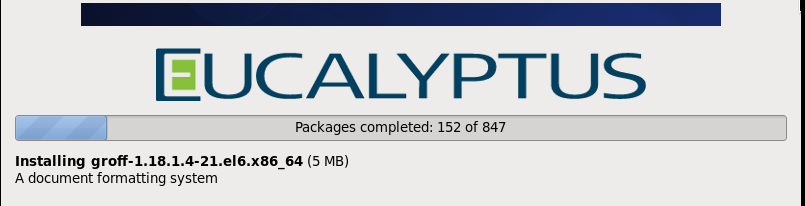 EUCALYPTUS
Packages completed: 152 of 847
Installing groff-1.18.1.4-21.el6.x86_64 (5 MB)
A document formatting system